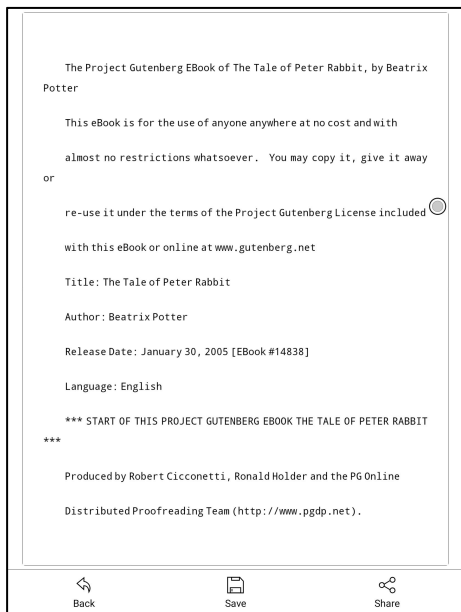 The Project Gutenberg EBook of The Tale of Peter Rabbit, by Beatrix
Potter
This eBook is for the use of anyone anywhere at no cost and with
almost no restrictions whatsoever.  You may copy it, give it away
or
re-use it under the terms of the Project Gutenberg License included
with this eBook or online at www.gutenberg.net
Title: The Tale of Peter Rabbit
Author: Beatrix Potter
Release Date: January 30, 2005 [EBook #14838]
Language: English
*** START OF THIS PROJECT GUTENBERG EBOOK THE TALE OF PETER RABBIT
***
Produced by Robert Cicconetti, Ronald Holder and the PG Online
Distributed Proofreading Team (http://www.pgdp.net).
Back Save Share